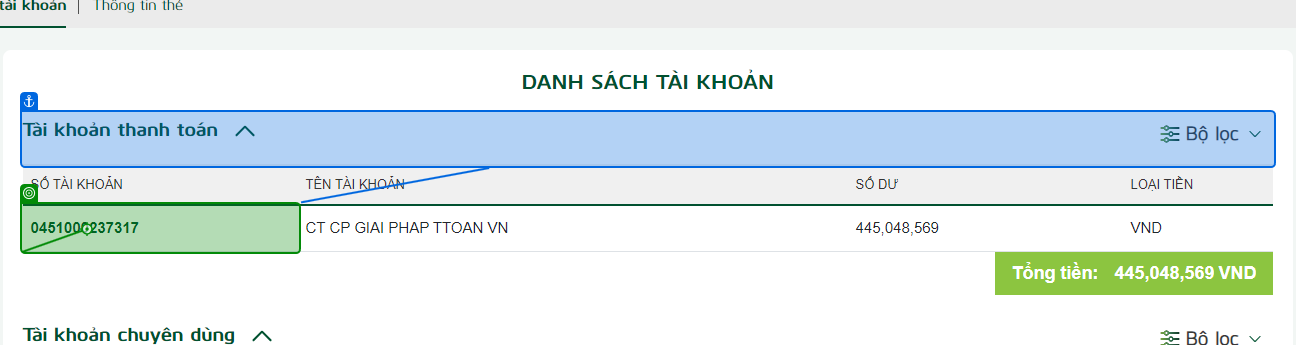 tài khoản | Thông tin thẻ
DANH SÁCH TÀI KHOẢN
Tài khoản thanh toán Bộ lọc
SỐ TÀI KHOẢN TÊN TÀI KHOẢN SỐ DƯ LOẠI TIỀN
0451000237317 CT CP GIAI PHAP TTOAN VN 445,048,569 VND
Tổng tiền: 445,048,569 VND
Tài khoản chuyên dùng Bộ lọc